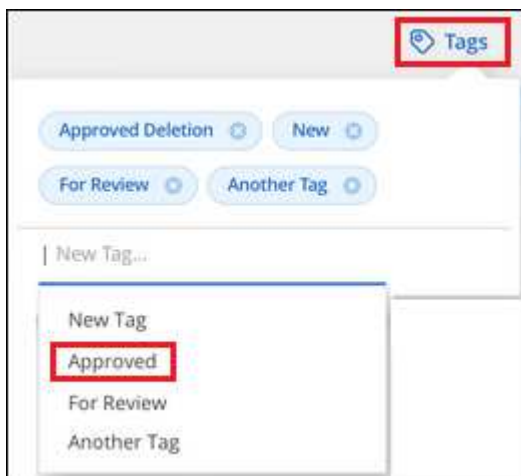 Tags
Approved Deletion New
For Review Another Tag
New Tag...
New Tag
Approved
For Review
Another Tag